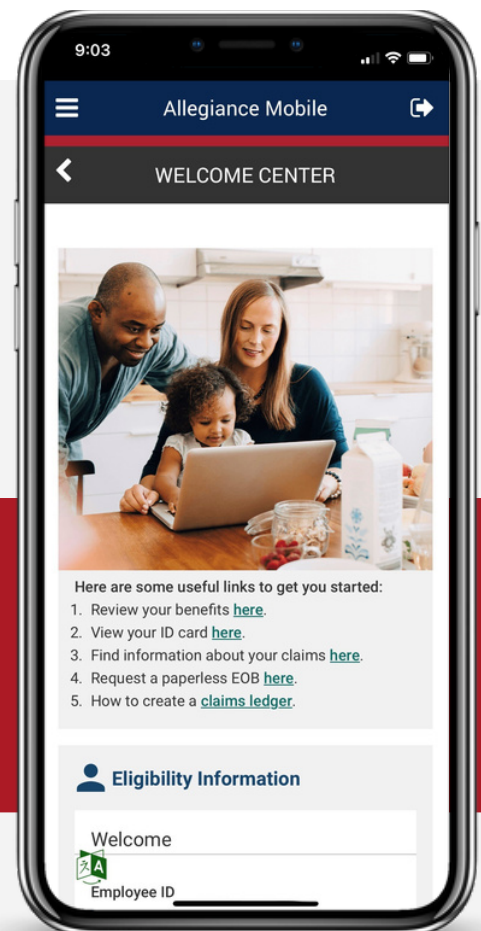 9:03
Allegiance Mobile
WELCOME CENTER
Here are some useful links to get you started:
1. Review your benefits here.
2. View your ID card here.
3. Find information about your claims here.
4. Request a paperless EOB here.
5. How to create a claims ledger.
Eligibility Information
Welcome
A
Employee ID